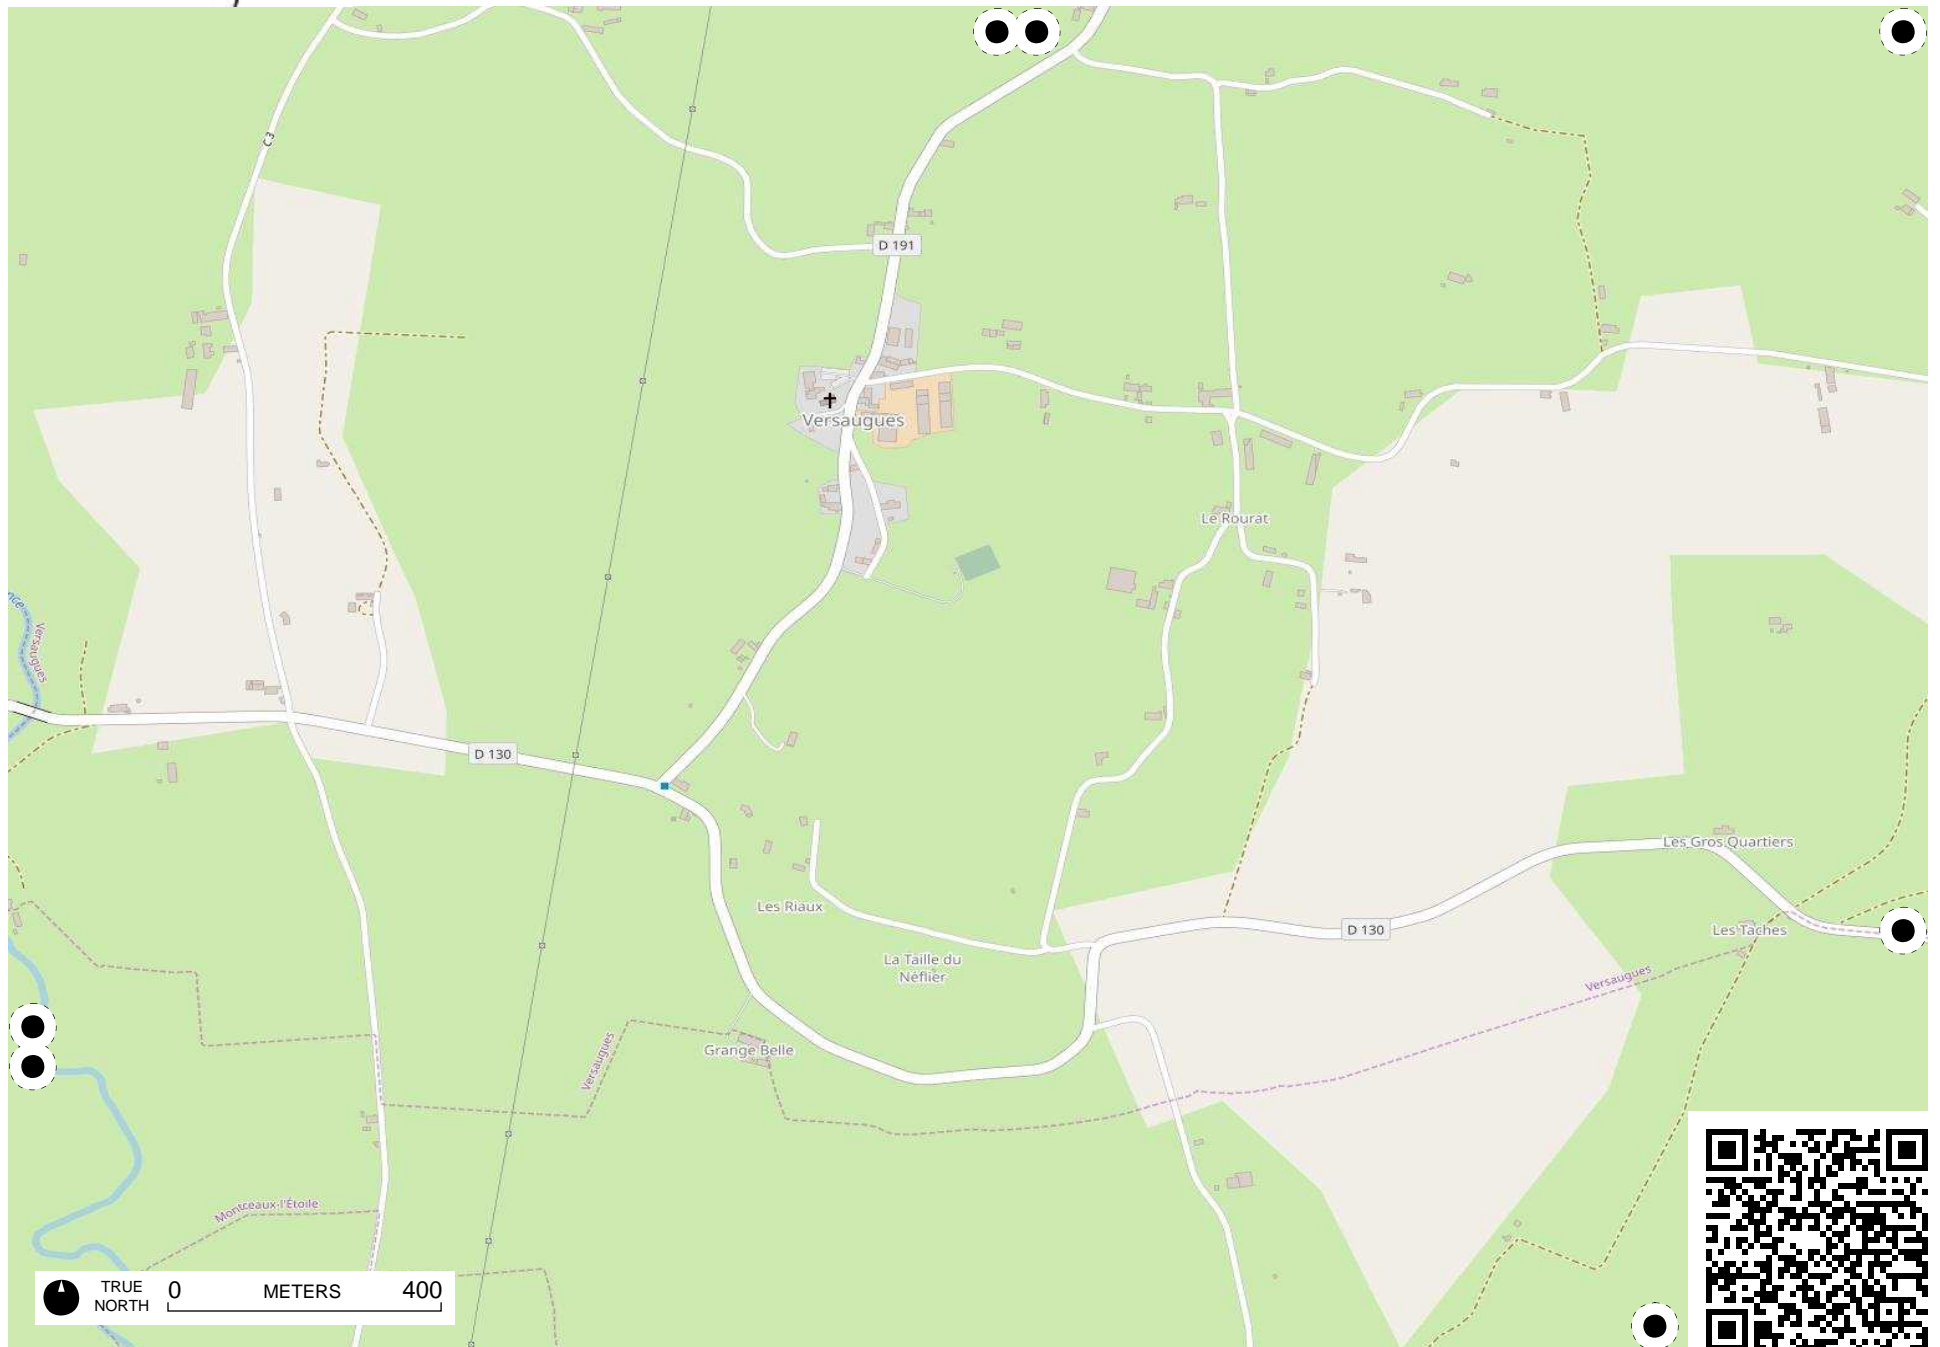 C 3
D 191
Versaugues
Le Rourat
Versaugues
D 130
Les Gros Quartiers
Les Riaux
D 130
Les Taches
La Taille du
Néflier
Versaugues
Versaugues
Grange Belle
Montceaux-l'Étoile
TRUE
NORTH
0 METERS 400